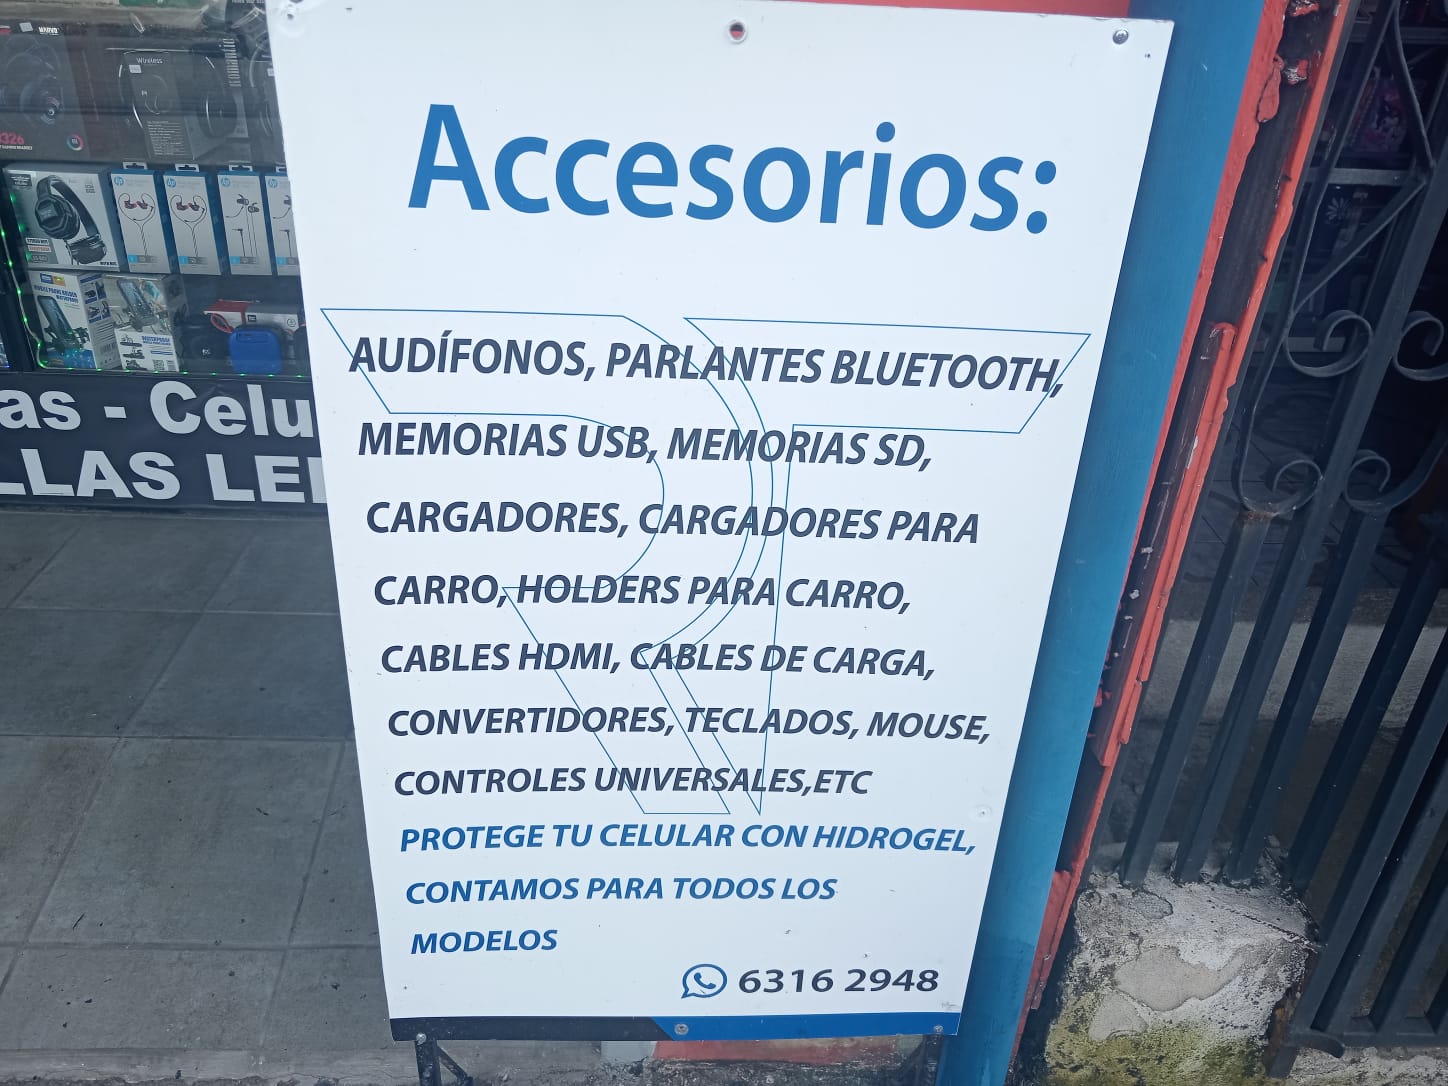 Accesorios:
AUDÍFONOS, PARLANTES BLUETOOTH,
MEMORIAS USB, MEMORIAS SD,
CARGADORES, CARGADORES PARA
CARRO, HOLDERS PARA CARRO,
CABLES HDMI, CABLES DE CARGA,
CONVERTIDORES, TECLADOS, MOUSE,
CONTROLES UNIVERSALES,ETC
PROTEGE TU CELULAR CON HIDROGEL,
CONTAMOS PARA TODOS LOS
MODELOS
6316 2948
as - Celu
LLAS LE
Wireless